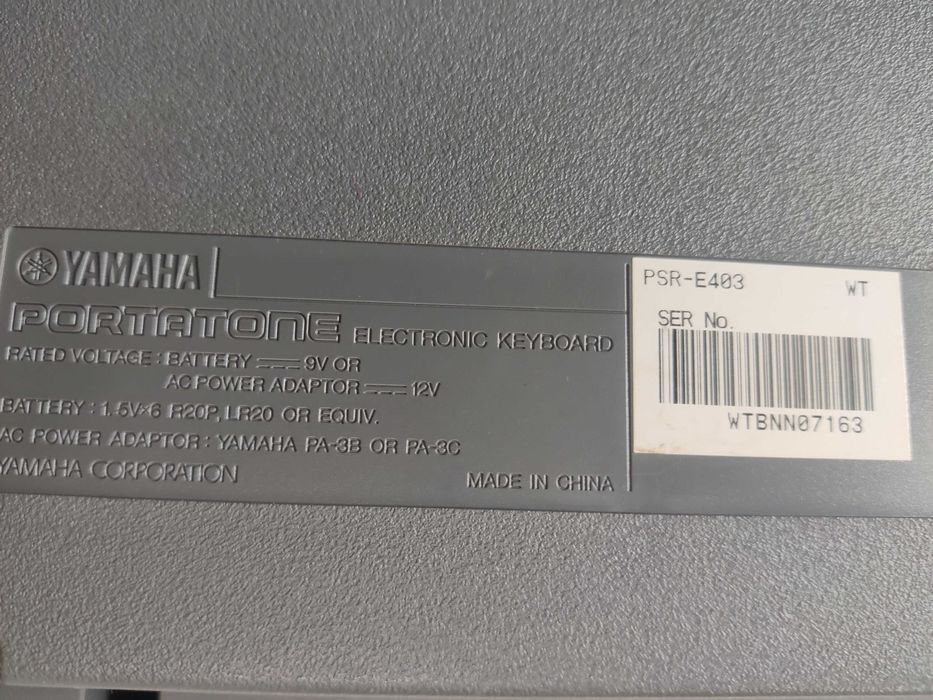 YAMAHA
PORTATONE ELECTRONIC KEYBOARD
RATED VOLTAGE : BATTERY 9V OR
AC POWER ADAPTOR 12V
BATTERY : 1.5V×6 R20P, LR20 OR EQUIV.
AC POWER ADAPTOR : YAMAHA PA-3B OR PA-3C
YAMAHA CORPORATION
MADE IN CHINA
PSR-E403 WT
SER No.
WTBNN07163